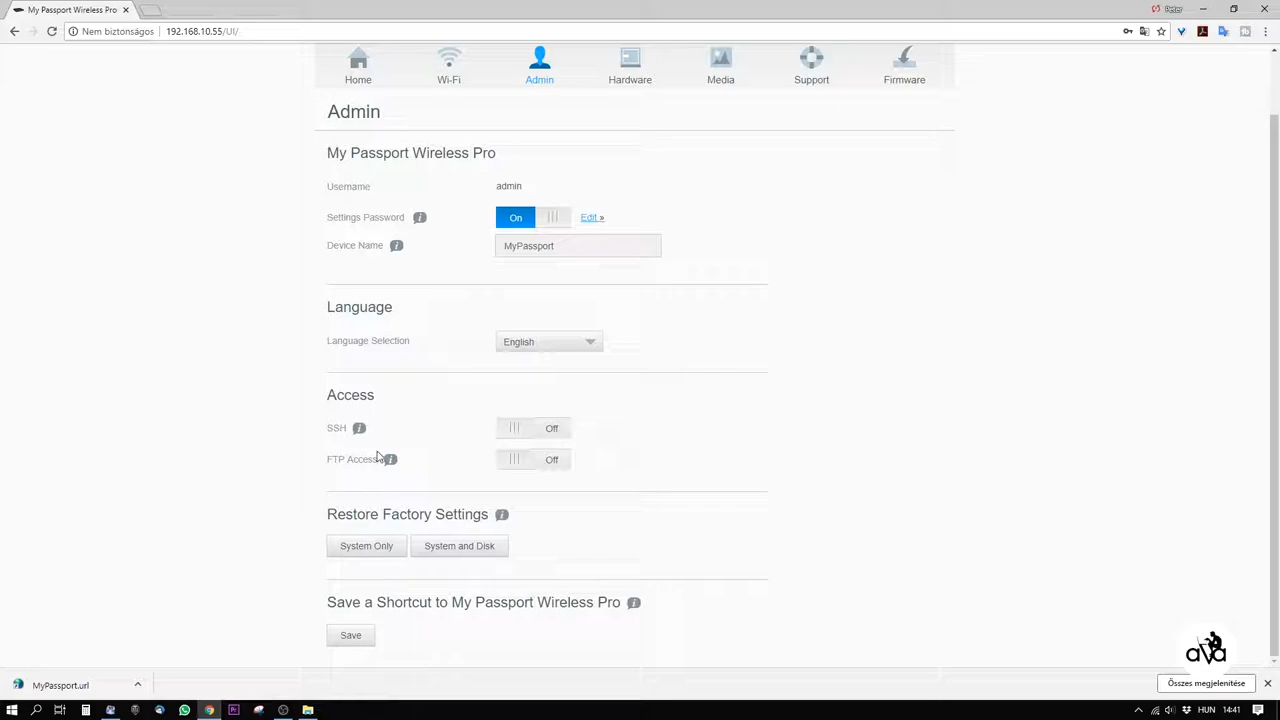 My Passport Wireless Pro
Peter
Nem biztonságos 192.168.10.55/UI/
Home Wi-Fi Admin Hardware Media Support Firmware
Admin
My Passport Wireless Pro
Username admin
Settings Password On Edit »
Device Name MyPassport
Language
Language Selection English
Access
SSH Off
FTP Access Off
Restore Factory Settings
System Only System and Disk
Save a Shortcut to My Passport Wireless Pro
Save
ava
MyPassport.url Összes megjelenítése
HUN 14:41